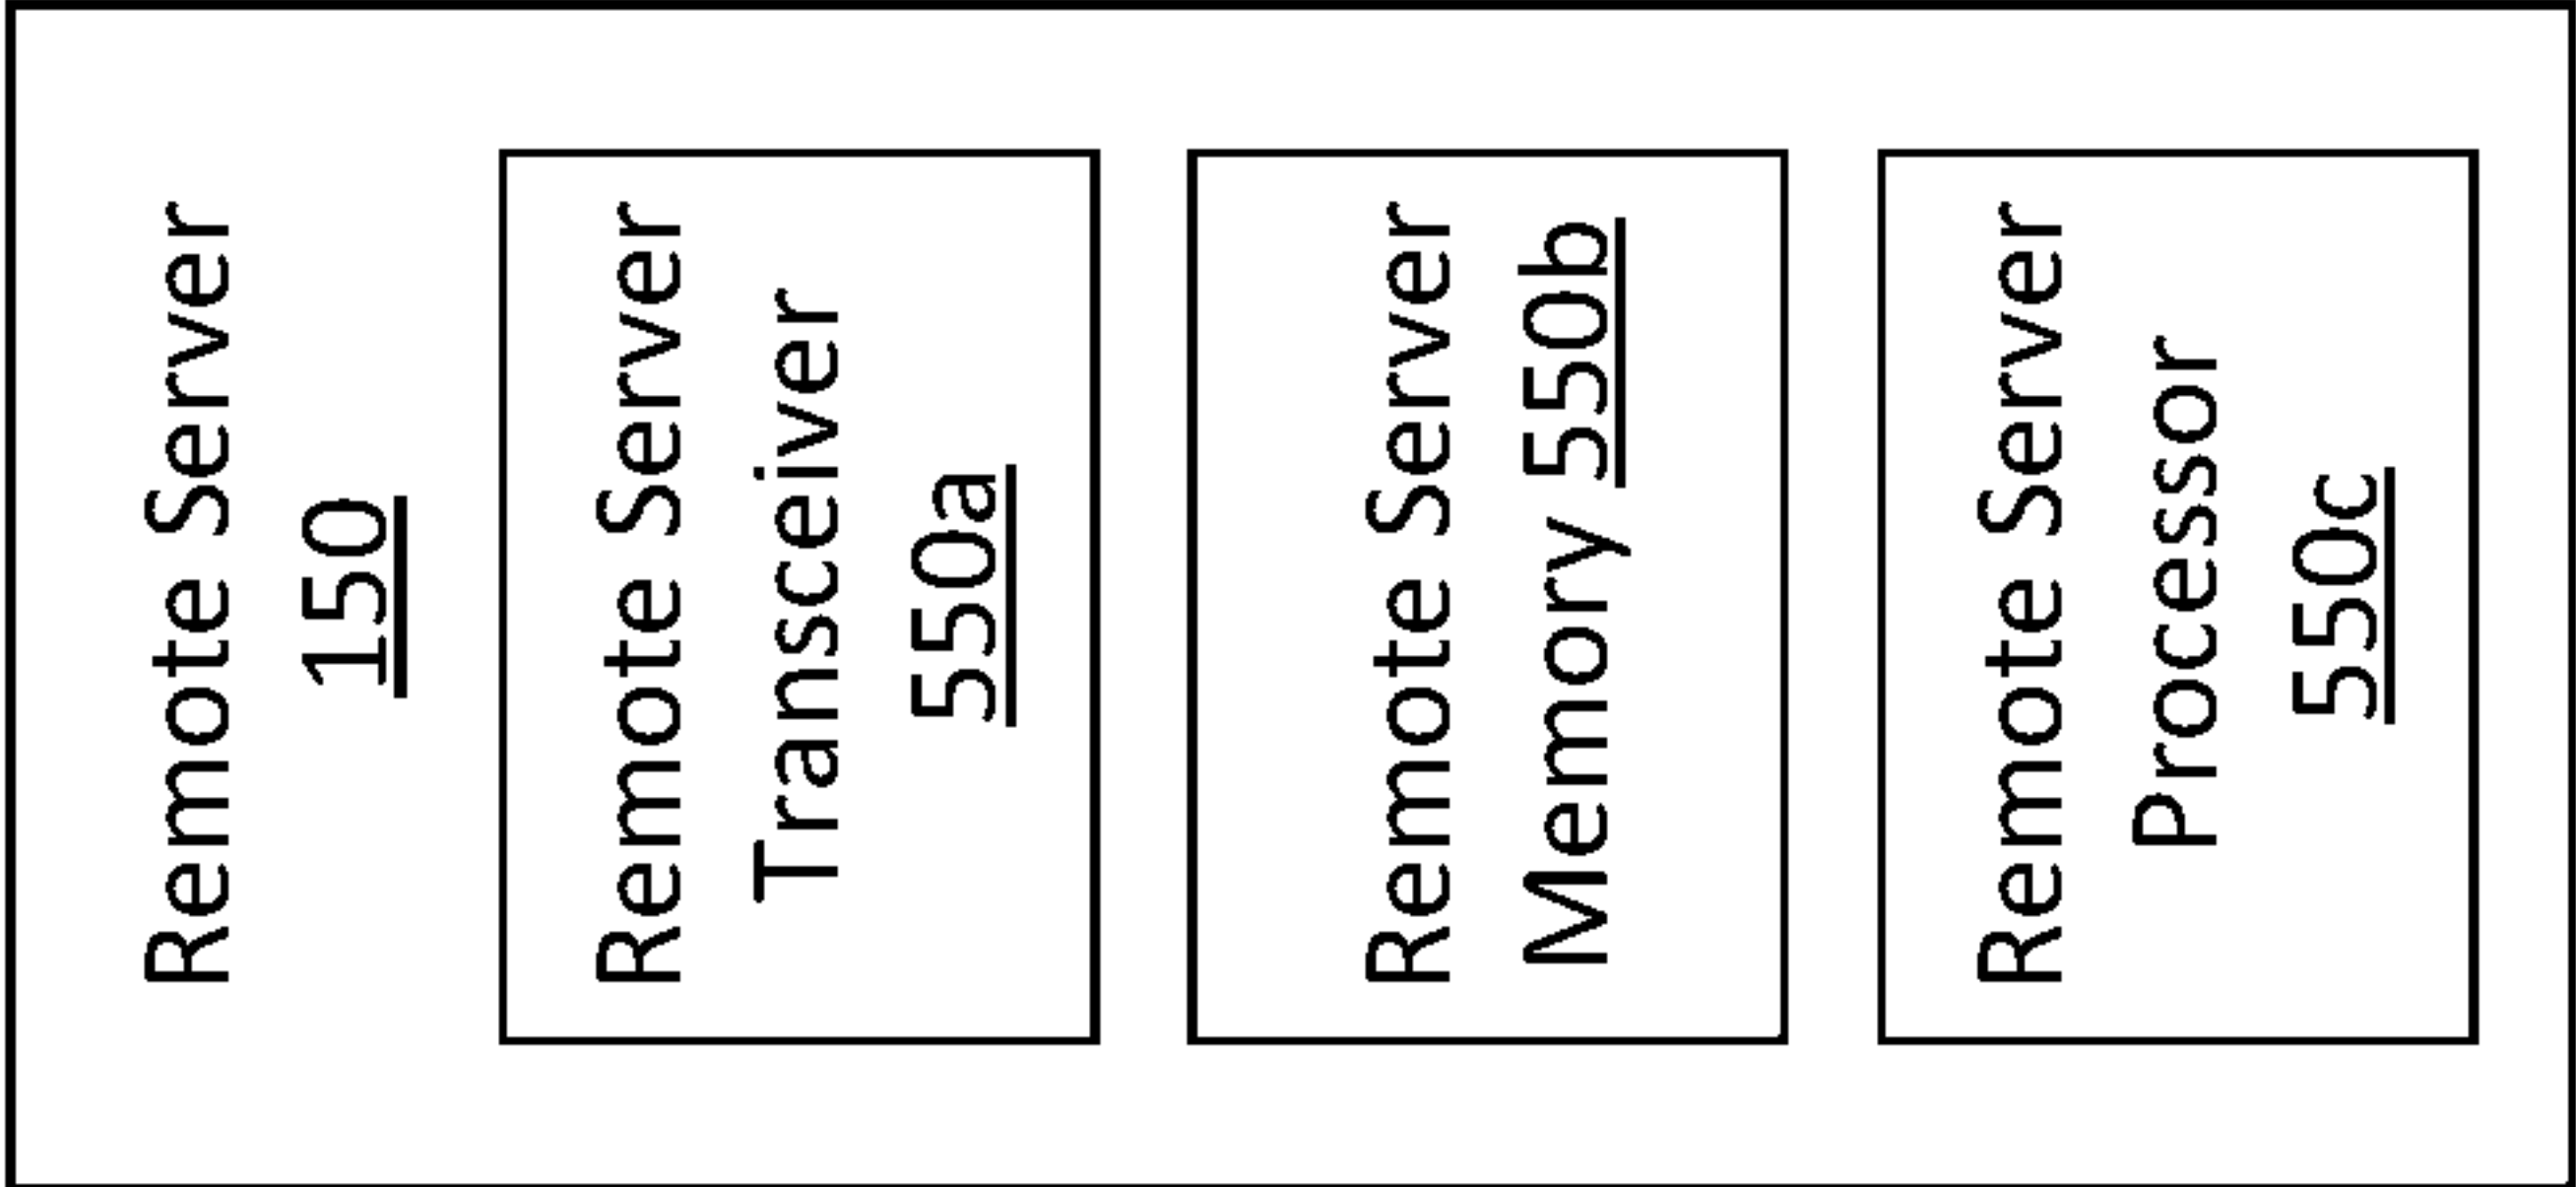 Remote Server
150
Remote Server
Transceiver
550a
Remote Server
Memory 550b
Remote Server
Processor
550c